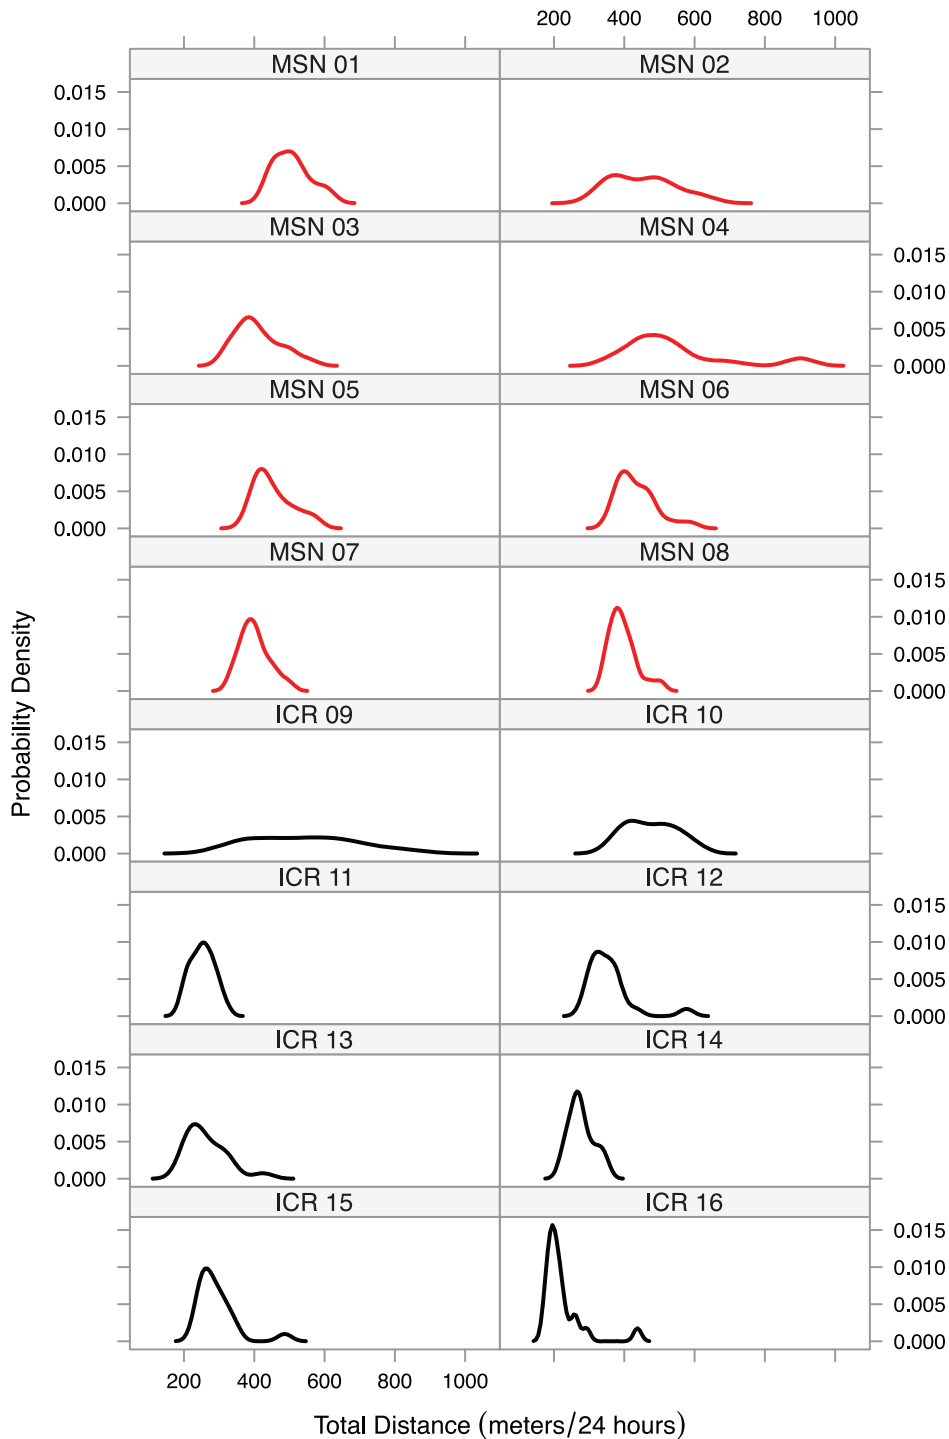 200 400 600 800 1000
MSN 01 MSN 02
0.015
0.010
0.005
0.000
MSN 03 MSN 04
0.015
0.010
0.005
0.000
MSN 05 MSN 06
0.015
0.010
0.005
0.000
MSN 07 MSN 08
0.015
0.010
0.005
0.000
Probability Density
ICR 09 ICR 10
0.015
0.010
0.005
0.000
ICR 11 ICR 12
0.015
0.010
0.005
0.000
ICR 13 ICR 14
0.015
0.010
0.005
0.000
ICR 15 ICR 16
0.015
0.010
0.005
0.000
200 400 600 800 1000
Total Distance (meters/24 hours)